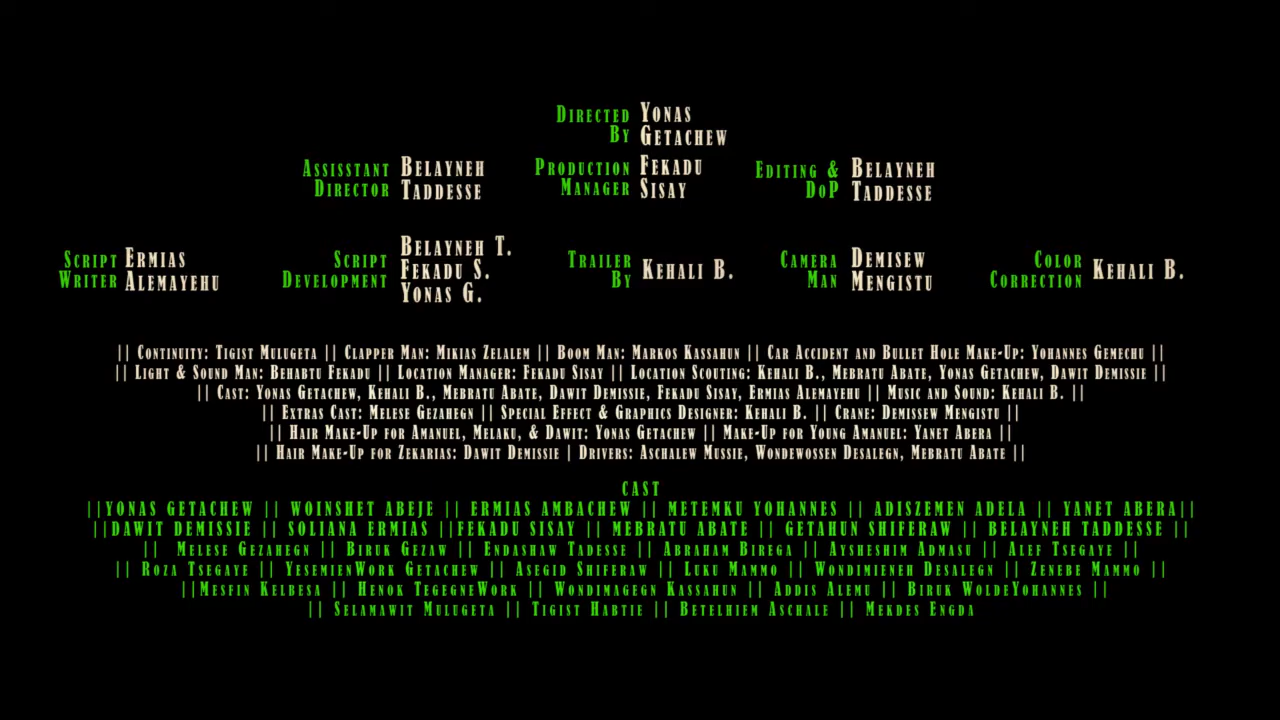 Directed Yonas
By Getachew
Assisstant Belayneh
Director Taddesse
Production Fekadu
Manager Sisay
Editing & Belayneh
DoP Taddesse
Script Ermias
Writer Alemayehu
Script Development
Belayneh T.
Fekadu S.
Yonas G.
Trailer By Kehali B.
Camera Demisew
Man Mengistu
Color Correction Kehali B.
|| Continuity: Tigist Mulugeta || Clapper Man: Mikias Zelalem || Boom Man: Markos Kassahun || Car Accident and Bullet Hole Make-Up: Yohannes Gemechu ||
|| Light & Sound Man: Behabtu Fekadu || Location Manager: Fekadu Sisay || Location Scouting: Kehali B., Mebratu Abate, Yonas Getachew, Dawit Demissie ||
|| Cast: Yonas Getachew, Kehali B., Mebratu Abate, Dawit Demissie, Fekadu Sisay, Ermias Alemayehu || Music and Sound: Kehali B. ||
|| Extras Cast: Melese Gezahegn || Special Effect & Graphics Designer: Kehali B. || Crane: Demissew Mengistu ||
|| Hair Make-Up for Amanuel, Melaku, & Dawit: Yonas Getachew || Make-Up for Young Amanuel: Yanet Abera ||
|| Hair Make-Up for Zekarias: Dawit Demissie | Drivers: Aschalew Mussie, Wondewossen Desalegn, Mebratu Abate ||
CAST
||YONAS GETACHEW || WOINSHET ABEJE || ERMIAS AMBACHEW || METEMKU YOHANNES || ADISZEMEN ADELA || YANET ABERA||
||DAWIT DEMISSIE || SOLIANA ERMIAS ||FEKADU SISAY || MEBRATU ABATE || GETAHUN SHIFERAW || BELAYNEH TADDESSE ||
|| Melese Gezahegn || Biruk Gezaw || Endashaw Tadesse || Abraham Birega || Aysheshim Admasu || Alef Tsegaye ||
|| Roza Tsegaye || YesemienWork Getachew || Asegid Shiferaw || Luku Mammo || Wondimieneh Desalegn || Zenebe Mammo ||
||Mesfin Kelbesa || Henok TegegneWork || Wondimagegn Kassahun || Addis Alemu || Biruk WoldeYohannes ||
|| Selamawit Mulugeta || Tigist Habtie || Betelhiem Aschale || Mekdes Engda